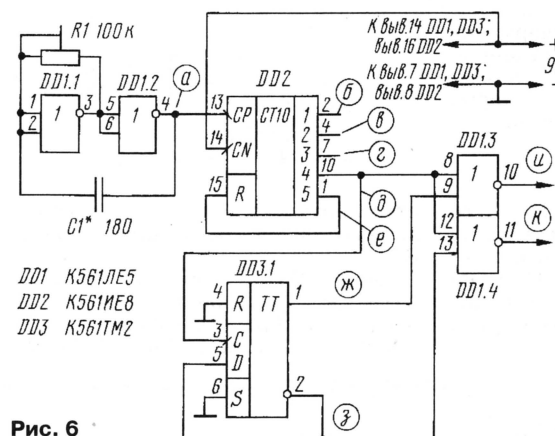 R1 100 к
DD1.1
DD1.2
а
1
2
1
3
5
6
1
4
C1* 180
DD2
13
14
15
CP
CN
R
CT10
1
2
3
4
5
2
4
7
10
1
б
в
г
д
е
К выв.14 DD1, DD3;
выв.16 DD2
+
9
К выв.7 DD1, DD3;
выв.8 DD2
DD1.3
8
9
1
10
и
12
13
1
11
к
DD1.4
DD1 К561ЛЕ5
DD2 К561ИЕ8
DD3 К561ТМ2
DD3.1
4
3
5
6
R
C
D
S
TT
1
2
ж
з
Рис. 6